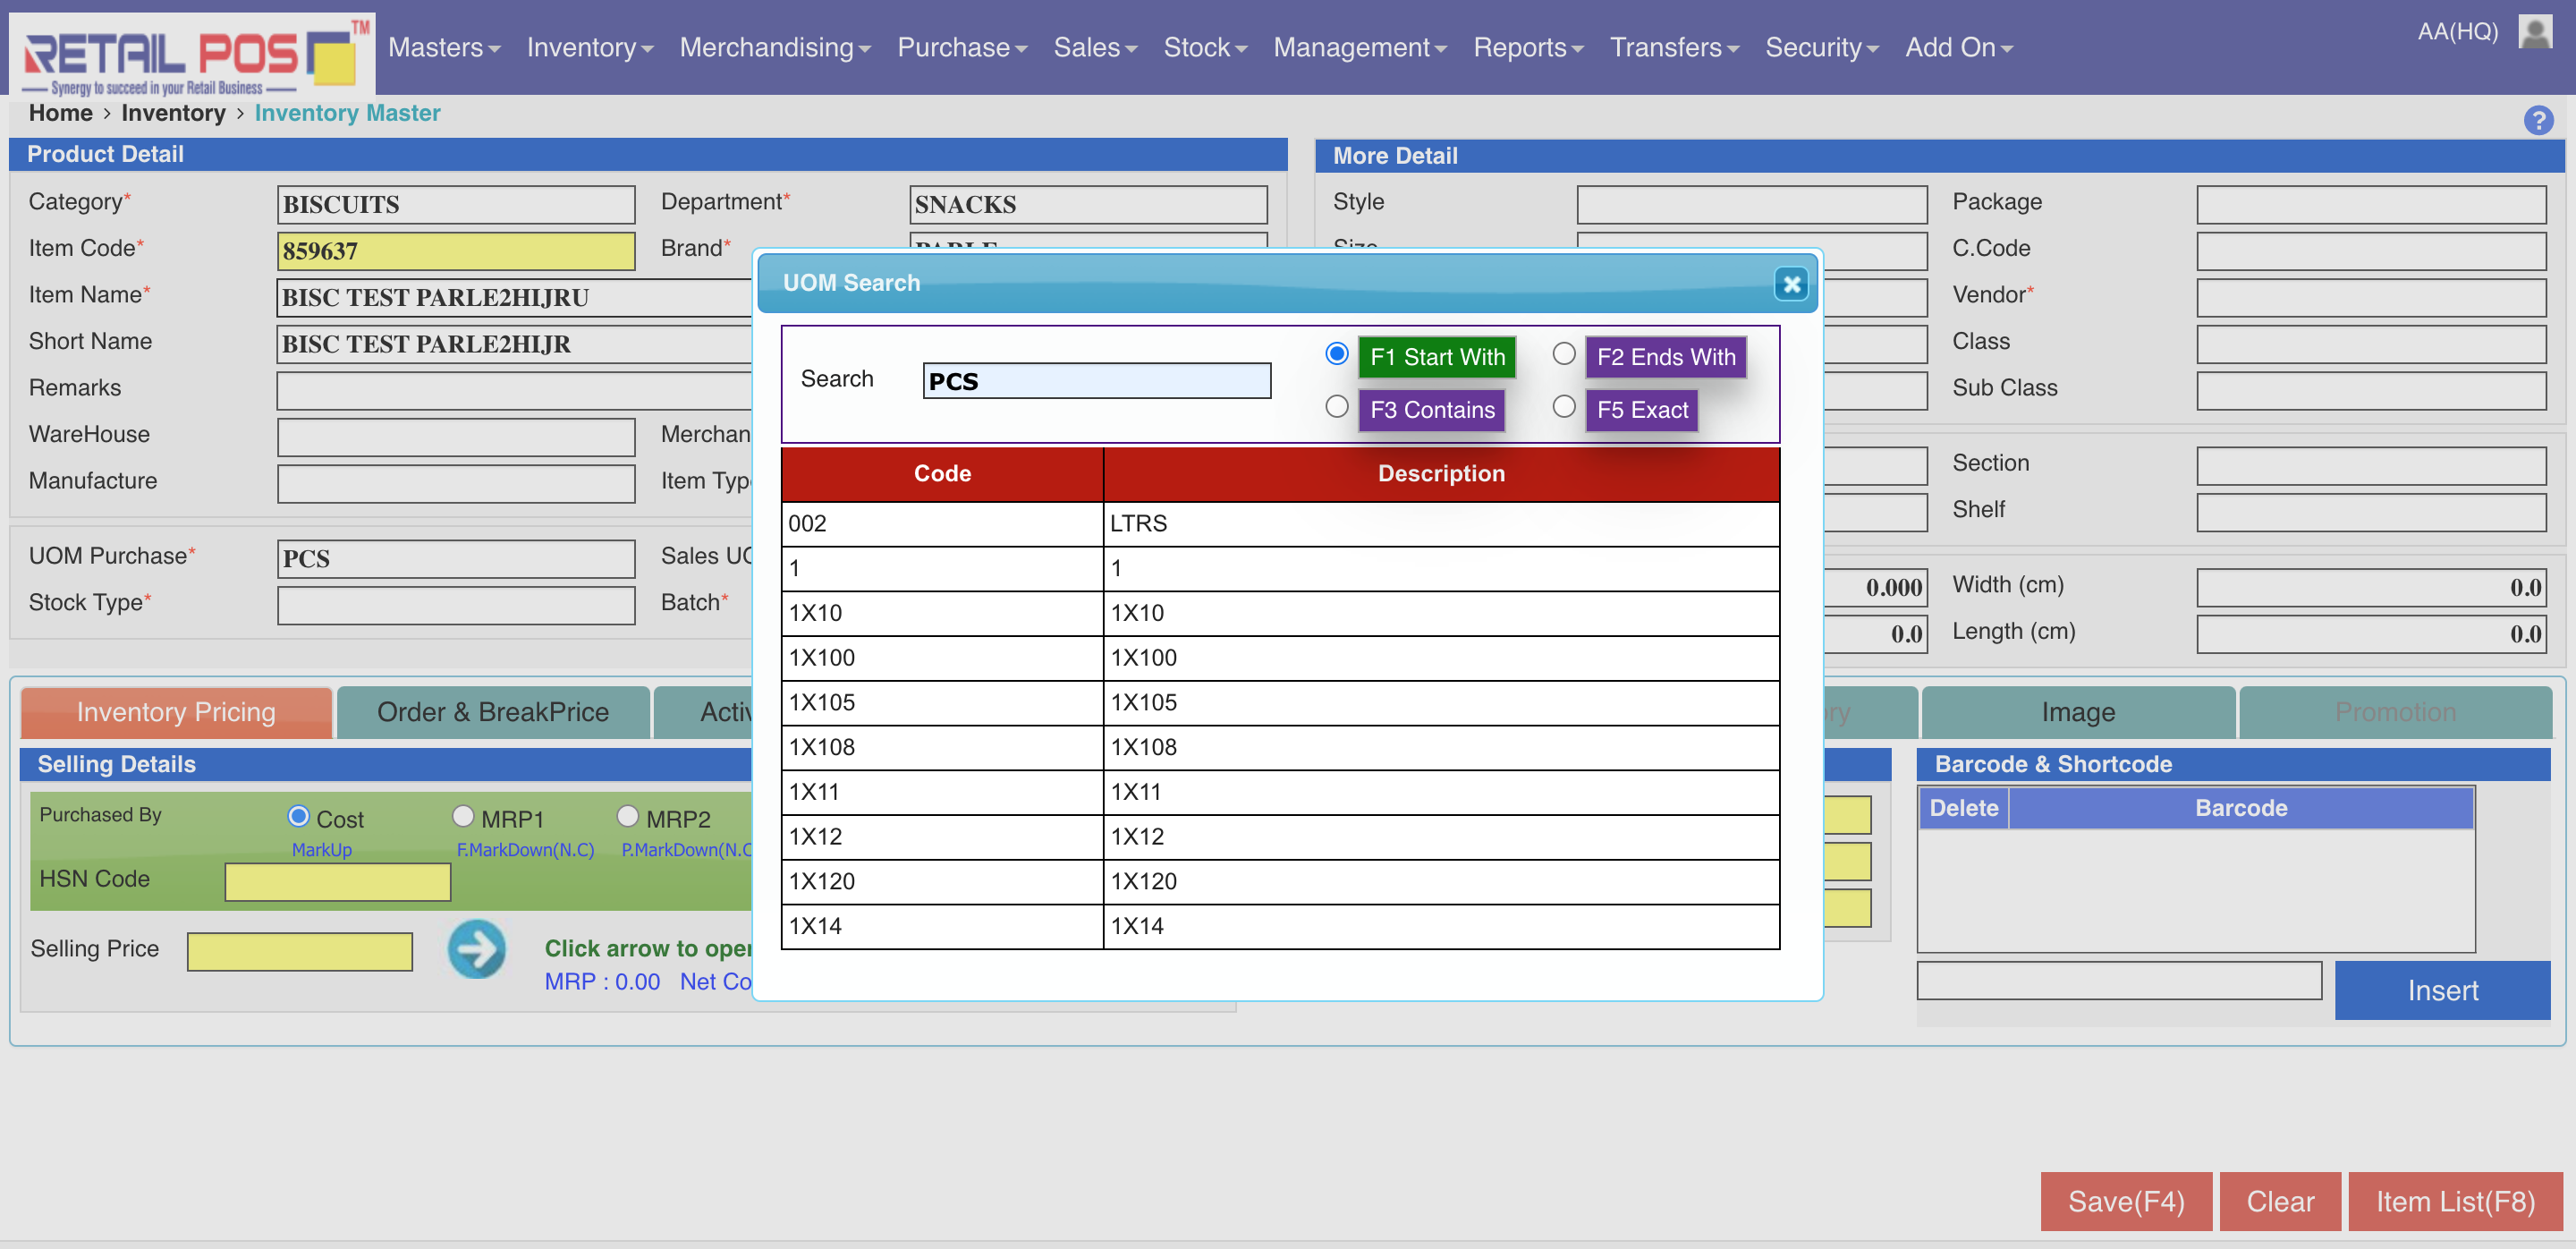 RETAIL POS TM
Synergy to succeed in your Retail Business
Masters Inventory Merchandising Purchase Sales Stock Management Reports Transfers Security Add On
AA(HQ)
Home › Inventory › Inventory Master
?
Product Detail
Category* BISCUITS Department* SNACKS
Item Code* 859637 Brand* PARLE
Item Name* BISC TEST PARLE2HIJRU
Short Name BISC TEST PARLE2HIJR
Remarks
WareHouse Merchan
Manufacture Item Typ
UOM Purchase* PCS Sales UO
Stock Type* Batch*
More Detail
Style Package
Size C.Code
Vendor*
Class
Sub Class
Section
Shelf
0.000 Width (cm) 0.0
0.0 Length (cm) 0.0
UOM Search
Search PCS
F1 Start With F2 Ends With
F3 Contains F5 Exact
Code Description
002 LTRS
1 1
1X10 1X10
1X100 1X100
1X105 1X105
1X108 1X108
1X11 1X11
1X12 1X12
1X120 1X120
1X14 1X14
Inventory Pricing Order & BreakPrice Activ ry Image Promotion
Selling Details
Purchased By Cost MRP1 MRP2
MarkUp F.MarkDown(N.C) P.MarkDown(N.C
HSN Code
Selling Price Click arrow to oper
MRP : 0.00 Net Co
Barcode & Shortcode
Delete Barcode
Insert
Save(F4) Clear Item List(F8)